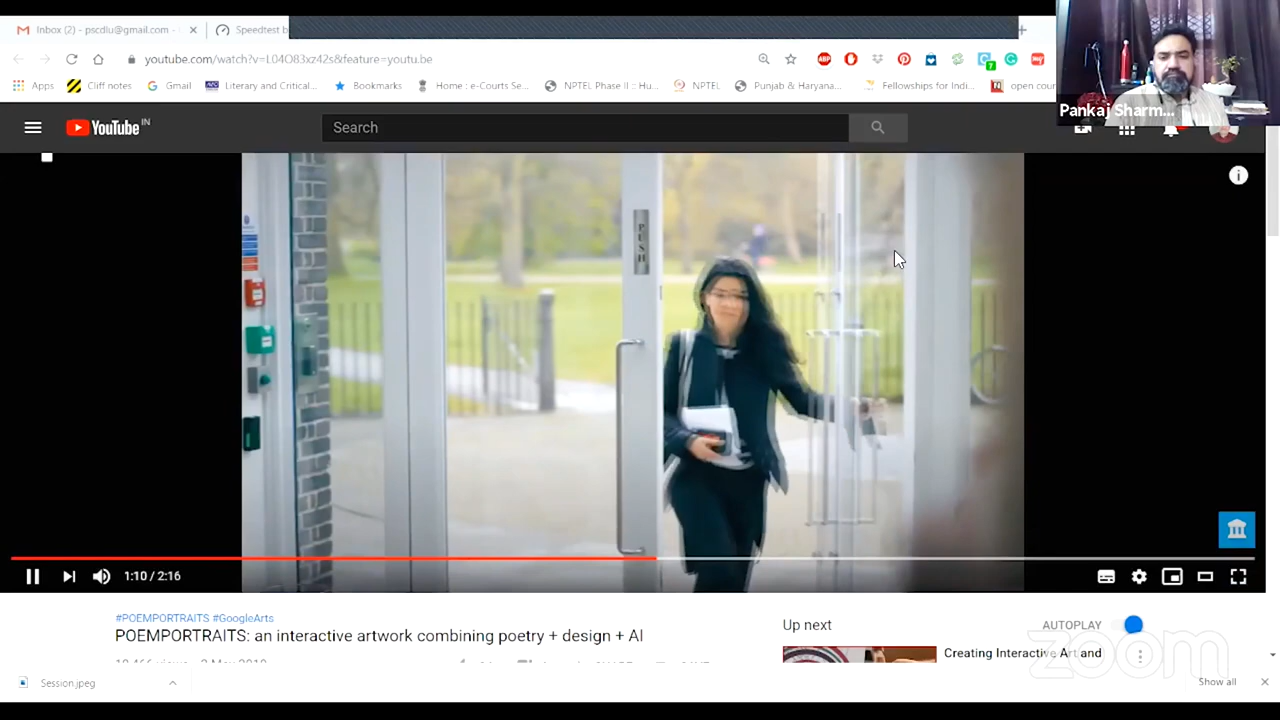 Inbox (2) - pscdlu@gmail.com -
Speedtest b
youtube.com/watch?v=L04O83xz42s&feature=youtu.be
Apps
Cliff notes
Gmail
Literary and Critical...
Bookmarks
Home : e-Courts Se...
NPTEL Phase II :: Hu...
NPTEL
Punjab & Haryana...
Fellowships for Indi...
open cour
Pankaj Sharm...
YouTube IN
Search
PUSH
1:10 / 2:16
#POEMPORTRAITS #GoogleArts
POEMPORTRAITS: an interactive artwork combining poetry + design + AI
Up next
AUTOPLAY
Creating Interactive Art and
zoom
Session.jpeg
Show all